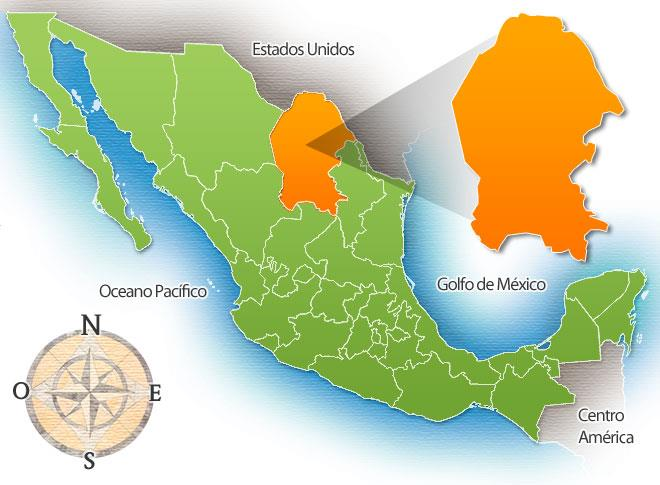 Estados Unidos
Golfo de México
Oceano Pacífico
N
O
E
S
Centro
América